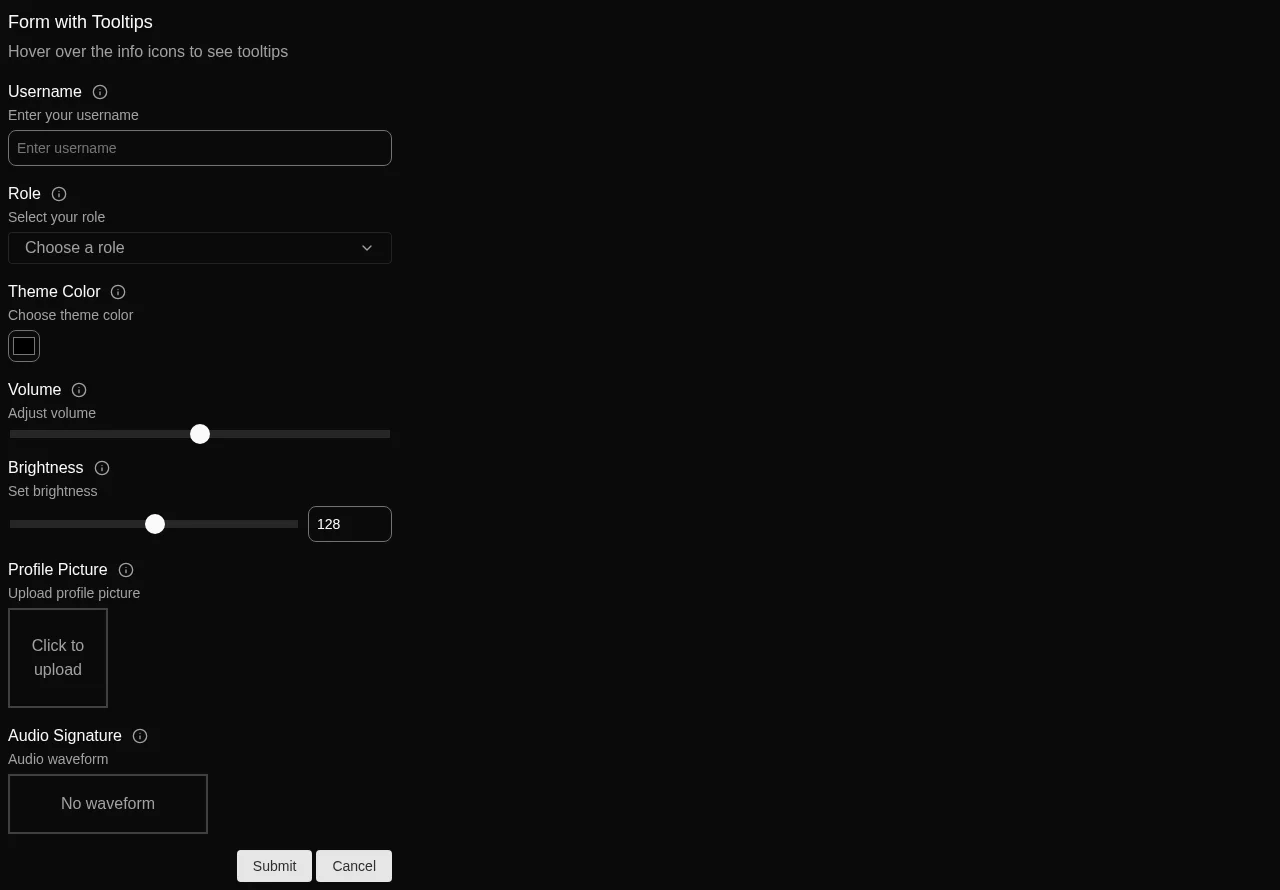 Form with Tooltips
Hover over the info icons to see tooltips
Username
Enter your username
Enter username
Role
Select your role
Choose a role
Theme Color
Choose theme color
Volume
Adjust volume
Brightness
Set brightness
128
Profile Picture
Upload profile picture
Click to
upload
Audio Signature
Audio waveform
No waveform
Submit Cancel